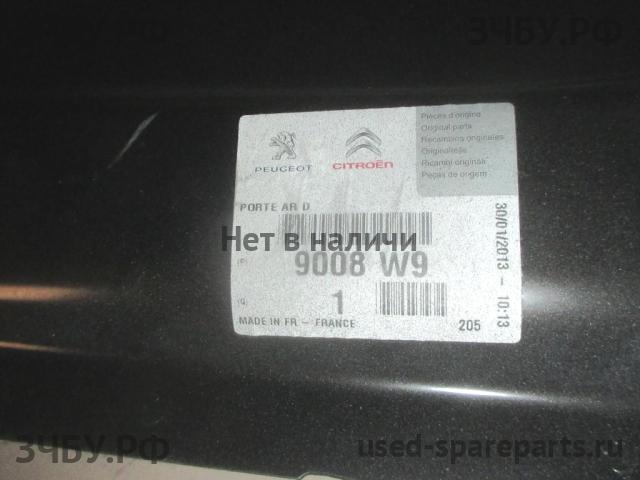 ЗЧБУ.РФ
ЗЧБУ.РФ
PEUGEOT
CITROËN
Pièces d'origine
Original parts
Recambios originales
Originalteile
Ricambi originali
Peças de origem
PORTE AR D
Нет в наличи
(P)
9008 W9
(Q)
1
MADE IN FR - FRANCE
205
30/01/2013 - 10:13
ЗЧБУ.РФ
used-spareparts.ru